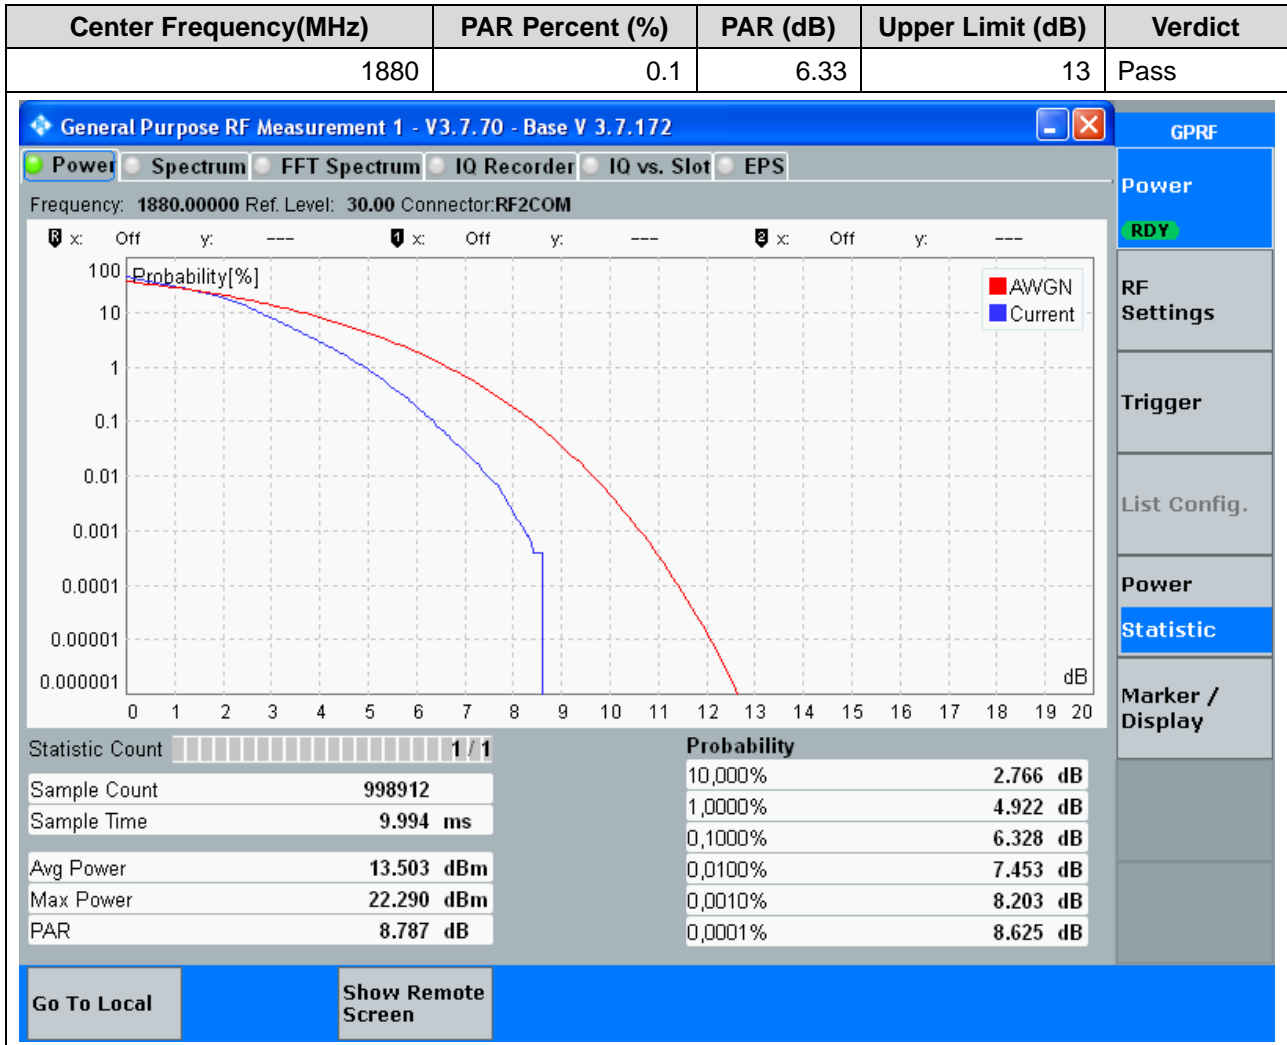 Center Frequency(MHz) PAR Percent (%) PAR (dB) Upper Limit (dB) Verdict
1880 0.1 6.33 13 Pass
General Purpose RF Measurement 1 - V3.7.70 - Base V 3.7.172
GPRF
Power Spectrum FFT Spectrum IQ Recorder IQ vs. Slot EPS
Frequency: 1880.00000 Ref. Level: 30.00 Connector:RF2COM
R x: Off y: --- 1 x: Off y: --- 2 x: Off y: ---
Probability[%]
AWGN
Current
100
10
1
0.1
0.01
0.001
0.0001
0.00001
0.000001
dB
0 1 2 3 4 5 6 7 8 9 10 11 12 13 14 15 16 17 18 19 20
Statistic Count 1 / 1
Sample Count 998912
Sample Time 9.994 ms
Avg Power 13.503 dBm
Max Power 22.290 dBm
PAR 8.787 dB
Probability
10,000% 2.766 dB
1,0000% 4.922 dB
0,1000% 6.328 dB
0,0100% 7.453 dB
0,0010% 8.203 dB
0,0001% 8.625 dB
Power
RDY
RF
Settings
Trigger
List Config.
Power
Statistic
Marker /
Display
Go To Local
Show Remote
Screen